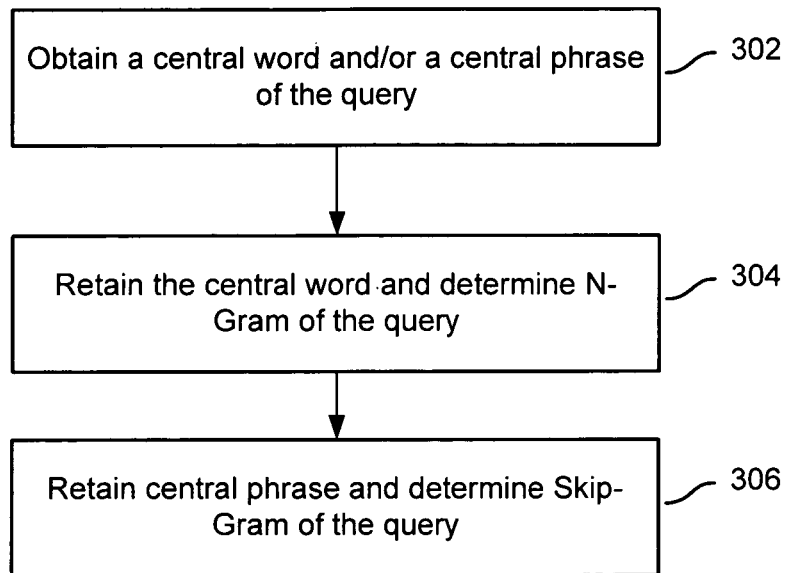 Obtain a central word and/or a central phrase
of the query
302
Retain the central word and determine N-
Gram of the query
304
Retain central phrase and determine Skip-
Gram of the query
306